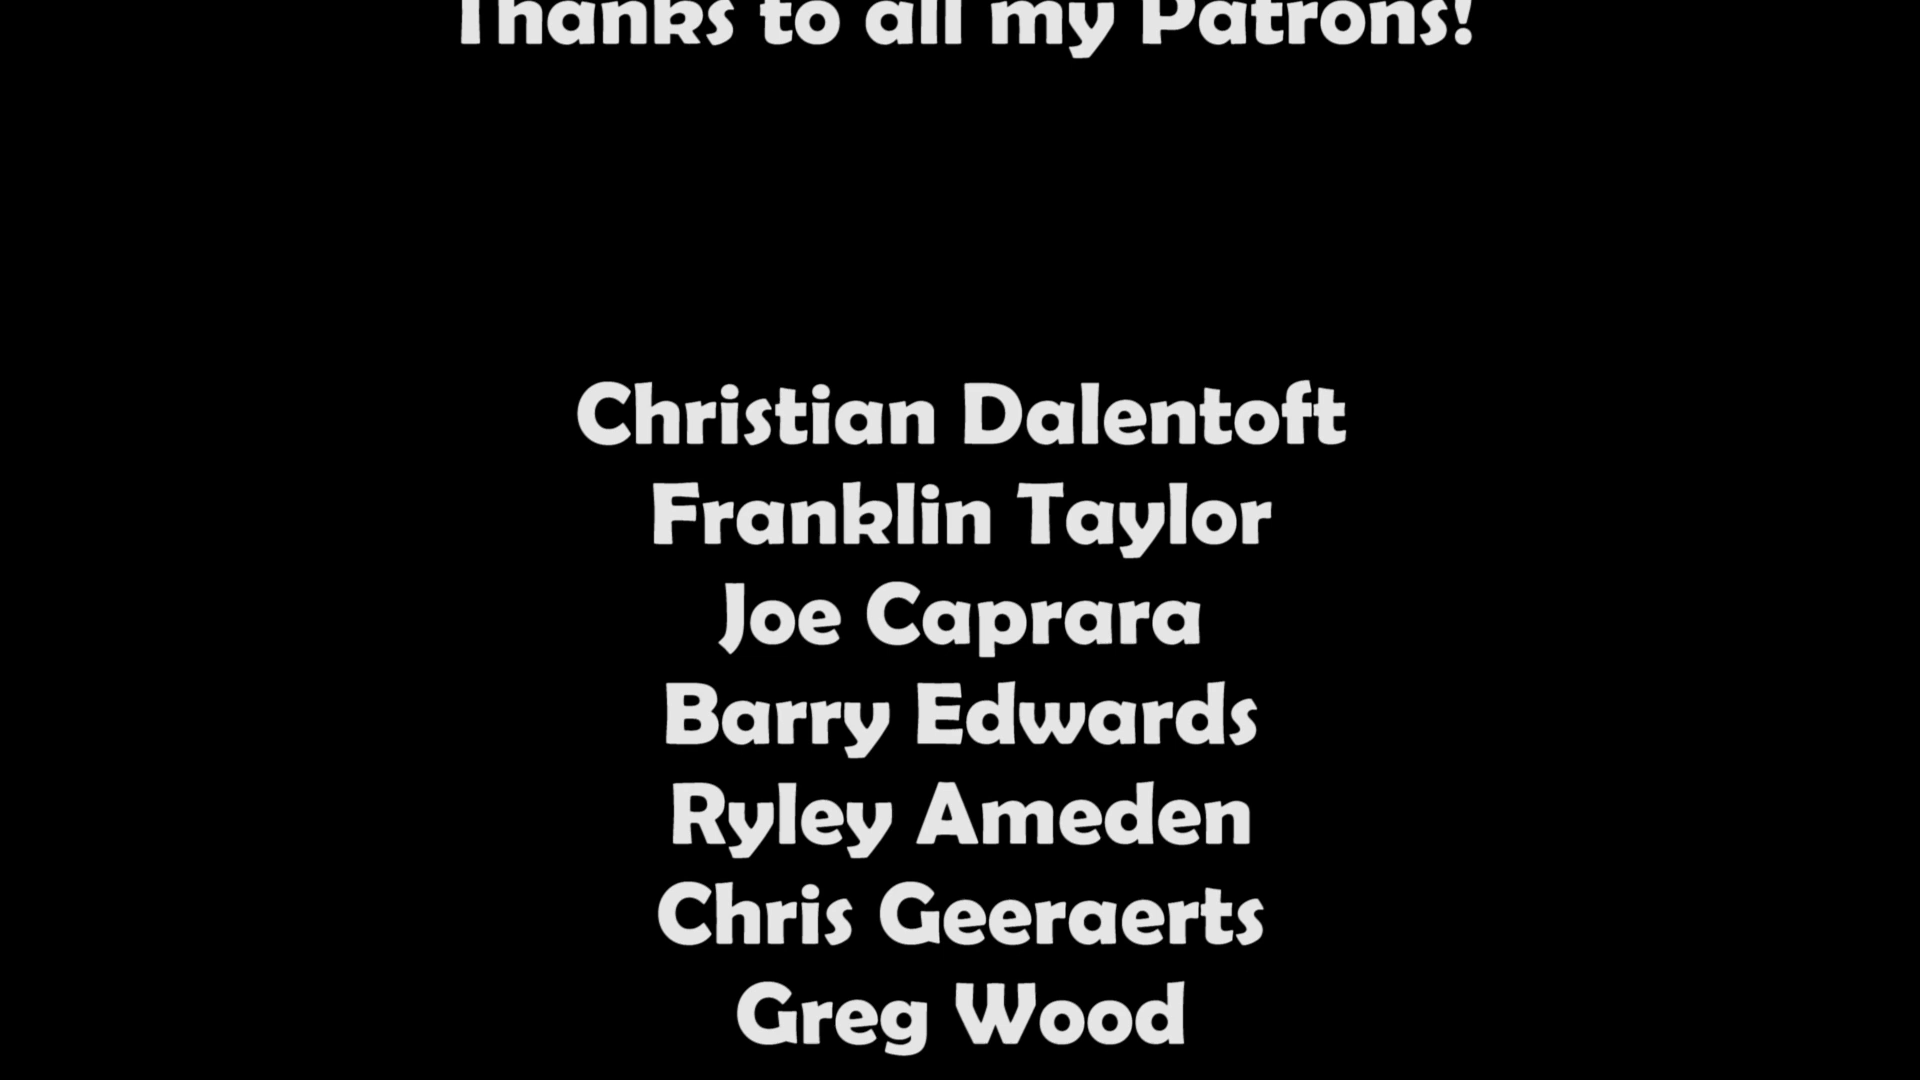 Thanks to all my Patrons!
Christian Dalentoft
Franklin Taylor
Joe Caprara
Barry Edwards
Ryley Ameden
Chris Geeraerts
Greg Wood